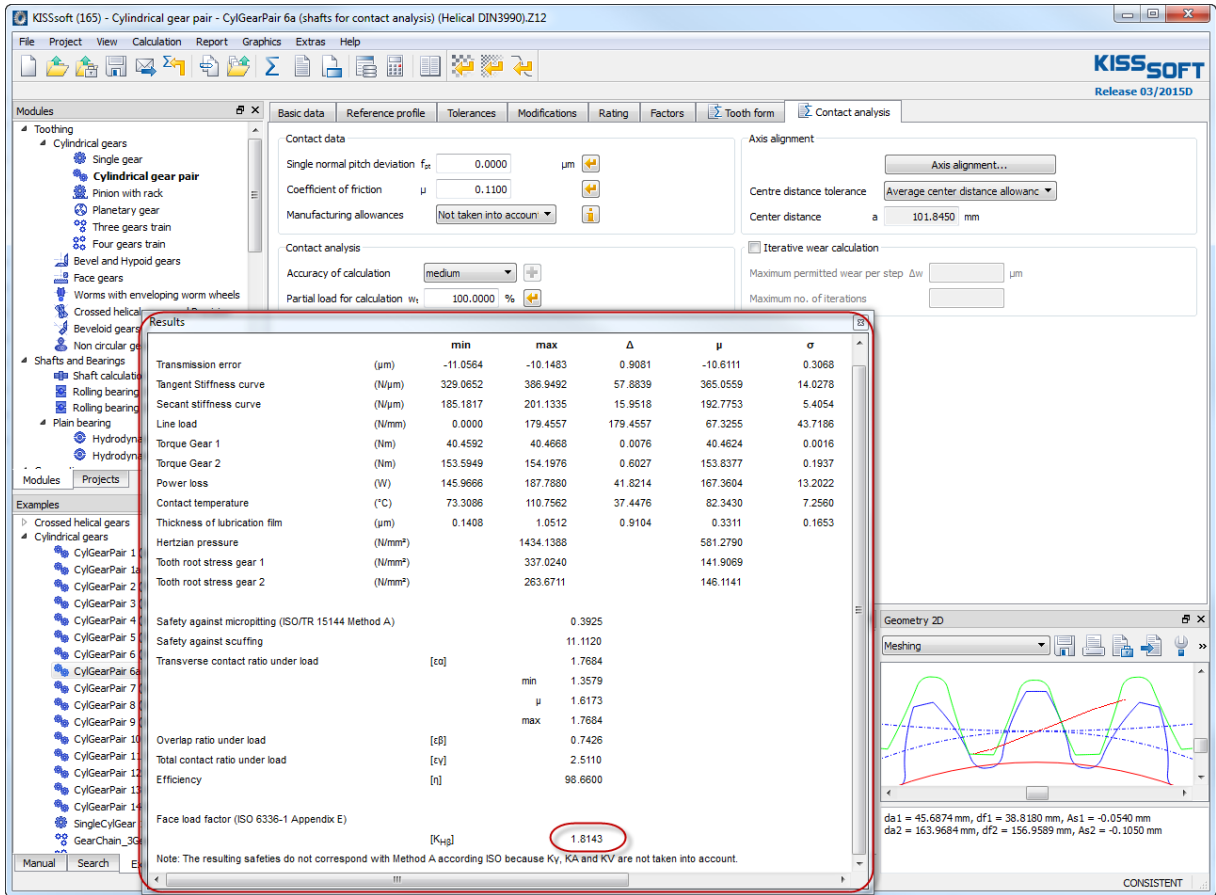 KISSsoft (165) - Cylindrical gear pair - CylGearPair 6a (shafts for contact analysis) (Helical DIN3990).Z12
File Project View Calculation Report Graphics Extras Help
KISSSOFT
Release 03/2015D
Modules
Toothing
Cylindrical gears
Single gear
Cylindrical gear pair
Pinion with rack
Planetary gear
Three gears train
Four gears train
Bevel and Hypoid gears
Face gears
Worms with enveloping worm wheels
Crossed helical
Beveloid gears
Non circular ge
Shafts and Bearings
Shaft calculatio
Rolling bearing
Rolling bearing
Plain bearing
Hydrodyna
Hydrodyna
Modules Projects
Examples
Crossed helical gears
Cylindrical gears
CylGearPair 1
CylGearPair 1a
CylGearPair 2
CylGearPair 3
CylGearPair 4
CylGearPair 5
CylGearPair 6
CylGearPair 6a
CylGearPair 7
CylGearPair 8
CylGearPair 9
CylGearPair 10
CylGearPair 11
CylGearPair 12
CylGearPair 13
CylGearPair 14
SingleCylGear
GearChain_3Ge
Manual Search Ex
Basic data Reference profile Tolerances Modifications Rating Factors Tooth form Contact analysis
Contact data
Single normal pitch deviation fpt 0.0000 µm
Coefficient of friction µ 0.1100
Manufacturing allowances Not taken into accoun
Contact analysis
Accuracy of calculation medium
Partial load for calculation wt 100.0000 %
Axis alignment
Axis alignment...
Centre distance tolerance Average center distance allowanc
Center distance a 101.8450 mm
Iterative wear calculation
Maximum permitted wear per step Δw µm
Maximum no. of iterations
Results
min max Δ µ σ
Transmission error (µm) -11.0564 -10.1483 0.9081 -10.6111 0.3068
Tangent Stiffness curve (N/µm) 329.0652 386.9492 57.8839 365.0559 14.0278
Secant stiffness curve (N/µm) 185.1817 201.1335 15.9518 192.7753 5.4054
Line load (N/mm) 0.0000 179.4557 179.4557 67.3255 43.7186
Torque Gear 1 (Nm) 40.4592 40.4668 0.0076 40.4624 0.0016
Torque Gear 2 (Nm) 153.5949 154.1976 0.6027 153.8377 0.1937
Power loss (W) 145.9666 187.7880 41.8214 167.3604 13.2022
Contact temperature (°C) 73.3086 110.7562 37.4476 82.3430 7.2560
Thickness of lubrication film (µm) 0.1408 1.0512 0.9104 0.3311 0.1653
Hertzian pressure (N/mm²) 1434.1388 581.2790
Tooth root stress gear 1 (N/mm²) 337.0240 141.9069
Tooth root stress gear 2 (N/mm²) 263.6711 146.1141
Safety against micropitting (ISO/TR 15144 Method A) 0.3925
Safety against scuffing 11.1120
Transverse contact ratio under load [εα] 1.7684
min 1.3579
µ 1.6173
max 1.7684
Overlap ratio under load [εβ] 0.7426
Total contact ratio under load [εγ] 2.5110
Efficiency [η] 98.6600
Face load factor (ISO 6336-1 Appendix E)
[KHβ] 1.8143
Note: The resulting safeties do not correspond with Method A according ISO because Kγ, KA and KV are not taken into account.
Geometry 2D
Meshing
da1 = 45.6874 mm, df1 = 38.8180 mm, As1 = -0.0540 mm
da2 = 163.9684 mm, df2 = 156.9589 mm, As2 = -0.1050 mm
CONSISTENT